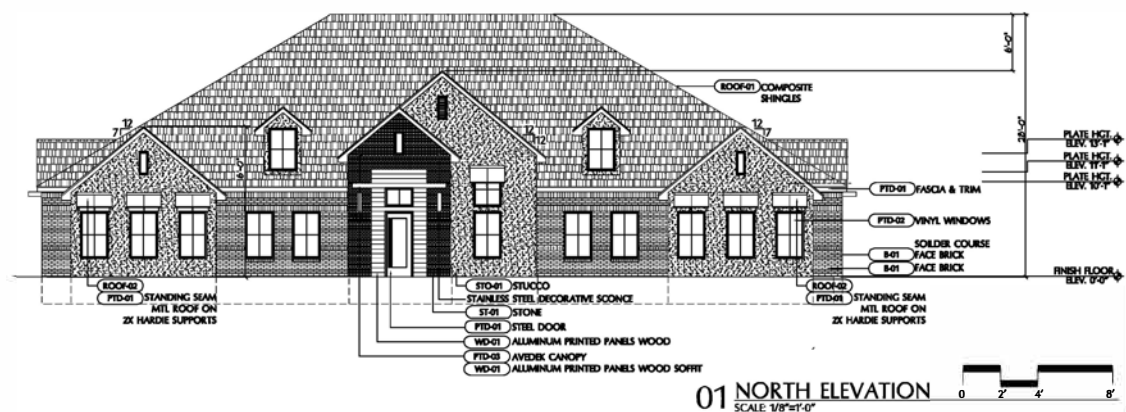 6'-0"
ROOF-01 COMPOSITE
SHINGLES
12
7
12
12
12
7
28'-0"
PLATE HGT.
ELEV. 13'-1"
PLATE HGT.
ELEV. 11'-1"
PLATE HGT.
ELEV. 10'-1"
PTD-01 FASCIA & TRIM
PTD-02 VINYL WINDOWS
SOILDER COURSE
B-01 FACE BRICK
B-01 FACE BRICK
FINISH FLOOR
ELEV. 0'-0"
ROOF-02
PTD-01 STANDING SEAM
MTL ROOF ON
2X HARDIE SUPPORTS
STO-01 STUCCO
STAINLESS STEEL DECORATIVE SCONCE
ST-01 STONE
PTD-01 STEEL DOOR
WD-01 ALUMINUM PRINTED PANELS WOOD
PTD-03 AVEDEK CANOPY
WD-01 ALUMINUM PRINTED PANELS WOOD SOFFIT
ROOF-02
PTD-01 STANDING SEAM
MTL ROOF ON
2X HARDIE SUPPORTS
01 NORTH ELEVATION
SCALE: 1/8"=1'-0"
0 2' 4' 8'